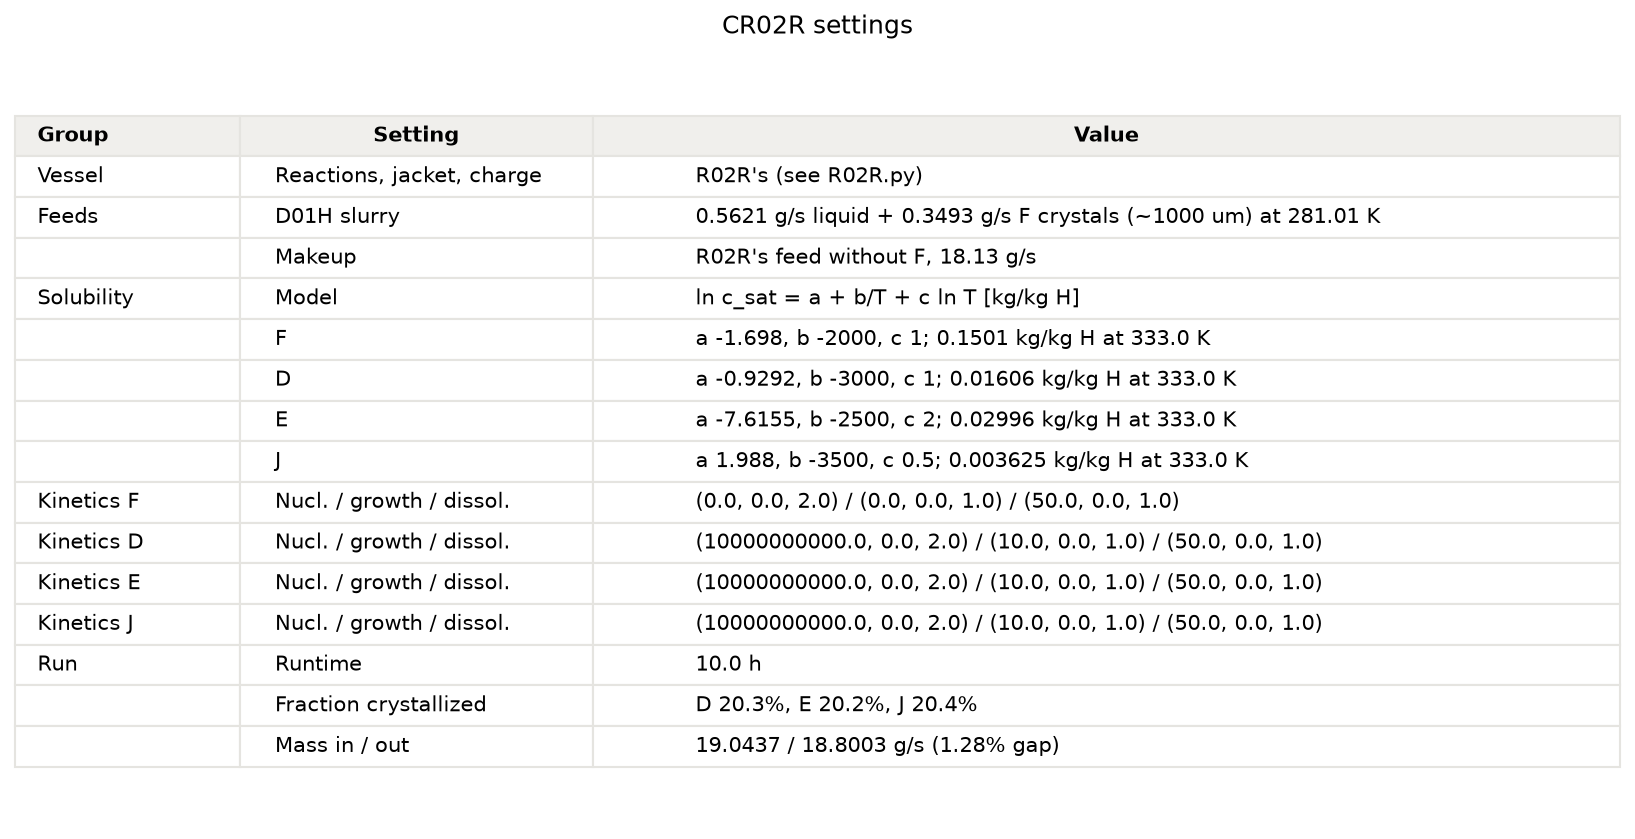 CR02R settings
Group Setting Value
Vessel Reactions, jacket, charge R02R's (see R02R.py)
Feeds D01H slurry 0.5621 g/s liquid + 0.3493 g/s F crystals (~1000 um) at 281.01 K
Makeup R02R's feed without F, 18.13 g/s
Solubility Model ln c_sat = a + b/T + c ln T [kg/kg H]
F a -1.698, b -2000, c 1; 0.1501 kg/kg H at 333.0 K
D a -0.9292, b -3000, c 1; 0.01606 kg/kg H at 333.0 K
E a -7.6155, b -2500, c 2; 0.02996 kg/kg H at 333.0 K
J a 1.988, b -3500, c 0.5; 0.003625 kg/kg H at 333.0 K
Kinetics F Nucl. / growth / dissol. (0.0, 0.0, 2.0) / (0.0, 0.0, 1.0) / (50.0, 0.0, 1.0)
Kinetics D Nucl. / growth / dissol. (10000000000.0, 0.0, 2.0) / (10.0, 0.0, 1.0) / (50.0, 0.0, 1.0)
Kinetics E Nucl. / growth / dissol. (10000000000.0, 0.0, 2.0) / (10.0, 0.0, 1.0) / (50.0, 0.0, 1.0)
Kinetics J Nucl. / growth / dissol. (10000000000.0, 0.0, 2.0) / (10.0, 0.0, 1.0) / (50.0, 0.0, 1.0)
Run Runtime 10.0 h
Fraction crystallized D 20.3%, E 20.2%, J 20.4%
Mass in / out 19.0437 / 18.8003 g/s (1.28% gap)